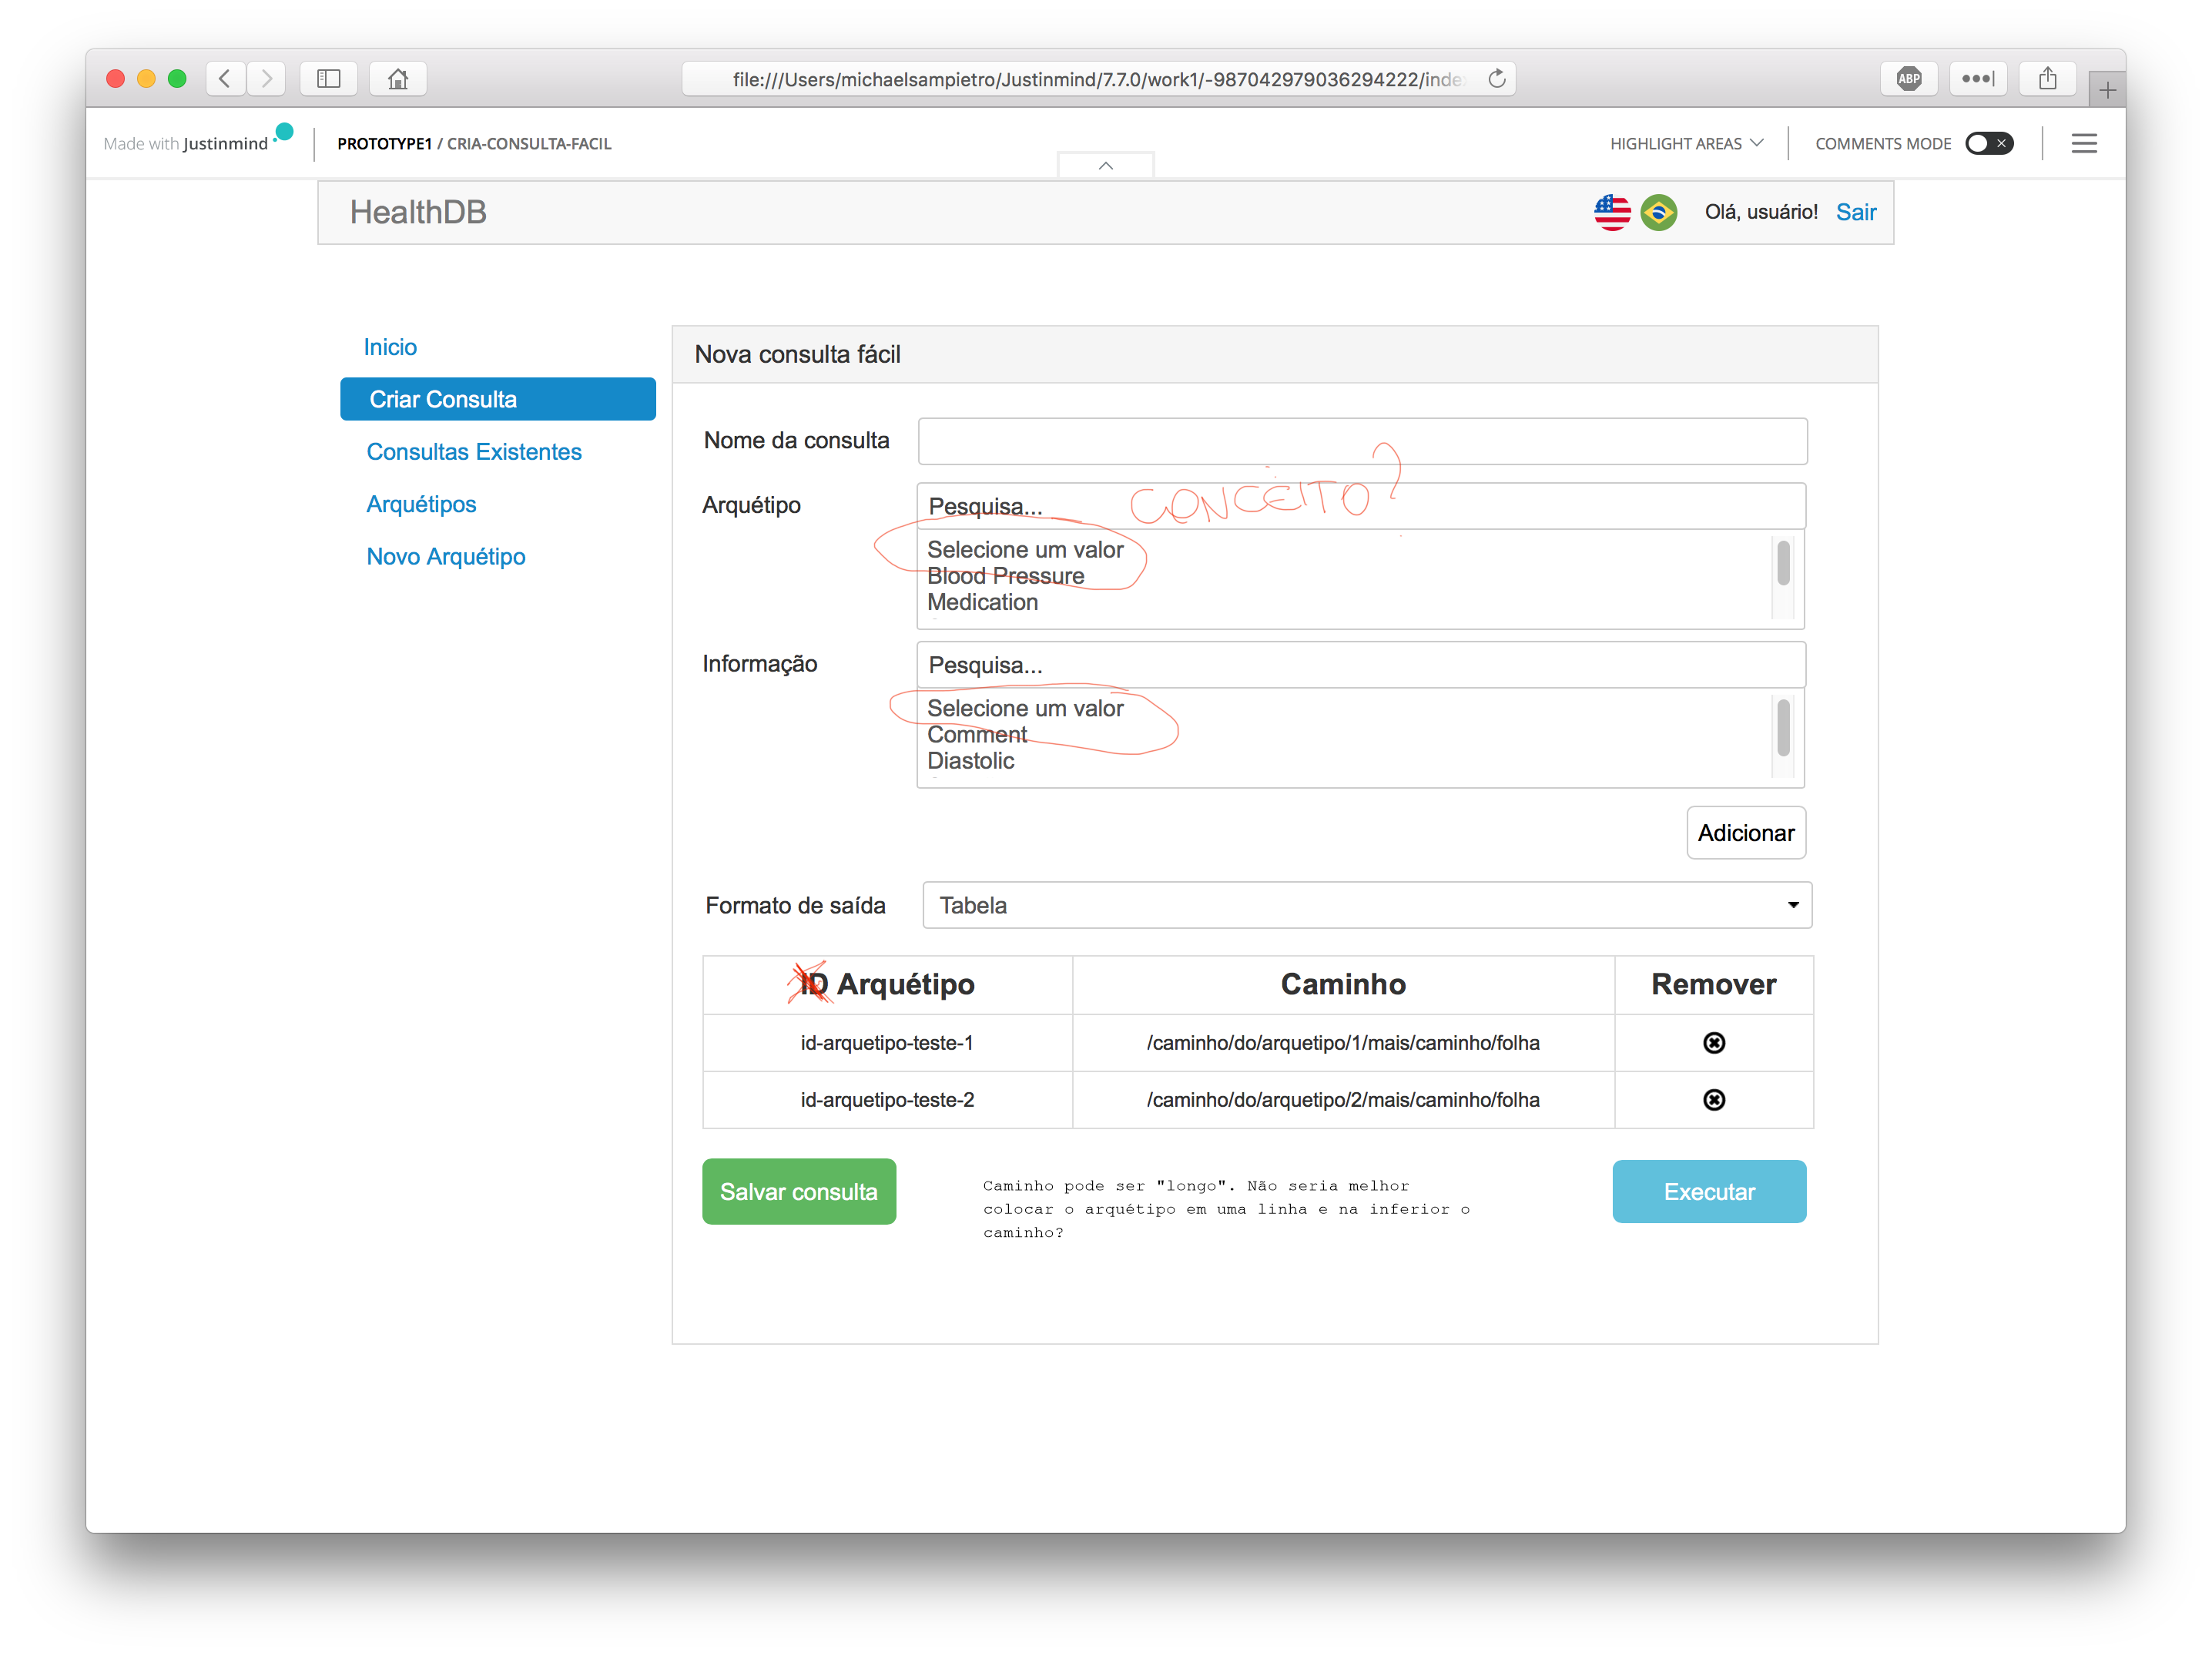 file:///Users/michaelsampietro/Justinmind/7.7.0/work1/-987042979036294222/inde
ABP
Made with Justinmind
PROTOTYPE1 / CRIA-CONSULTA-FACIL
HIGHLIGHT AREAS
COMMENTS MODE
HealthDB
Olá, usuário! Sair
Inicio
Criar Consulta
Consultas Existentes
Arquétipos
Novo Arquétipo
Nova consulta fácil
Nome da consulta
Arquétipo
Pesquisa...
CONCEITO?
Selecione um valor
Blood Pressure
Medication
Informação
Pesquisa...
Selecione um valor
Comment
Diastolic
Adicionar
Formato de saída
Tabela
ID Arquétipo Caminho Remover
id-arquetipo-teste-1 /caminho/do/arquetipo/1/mais/caminho/folha
id-arquetipo-teste-2 /caminho/do/arquetipo/2/mais/caminho/folha
Salvar consulta
Caminho pode ser "longo". Não seria melhor
colocar o arquétipo em uma linha e na inferior o
caminho?
Executar